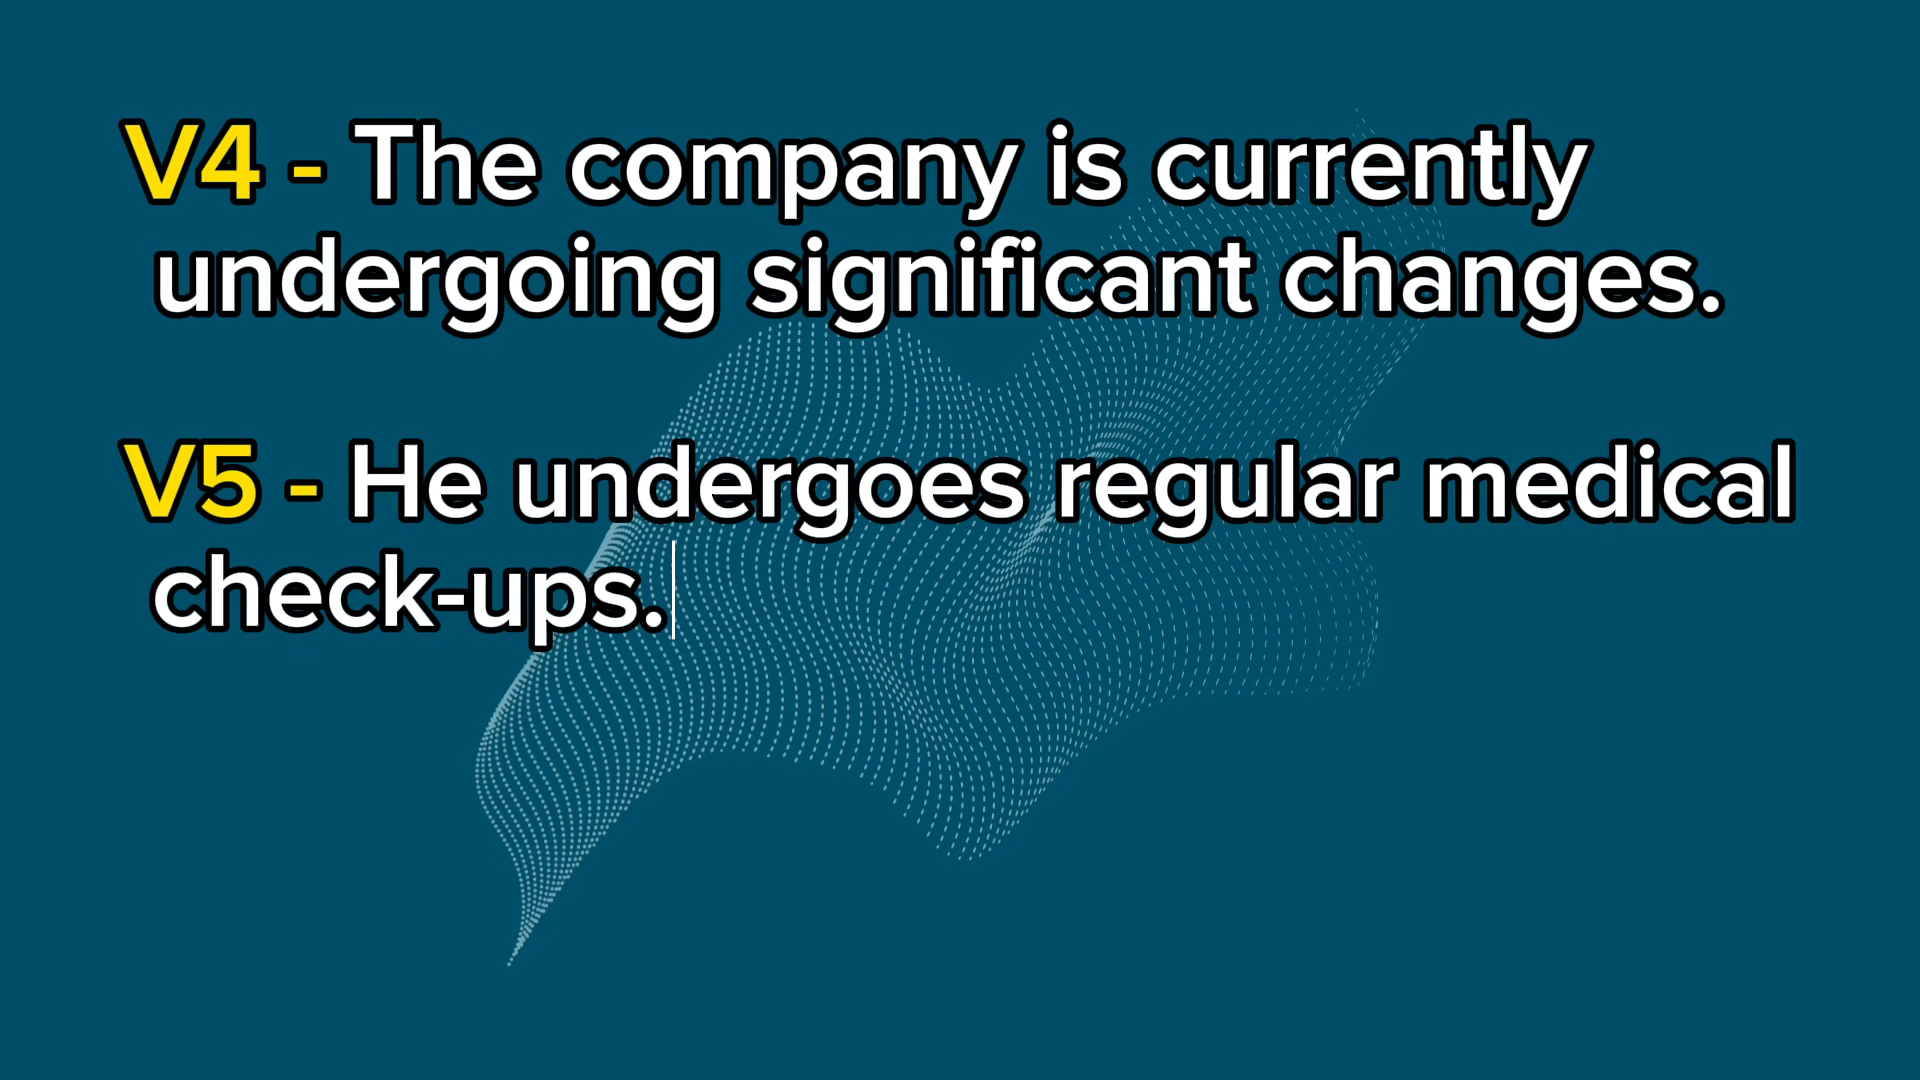 V4 - The company is currently
undergoing significant changes.
V5 - He undergoes regular medical
check-ups.